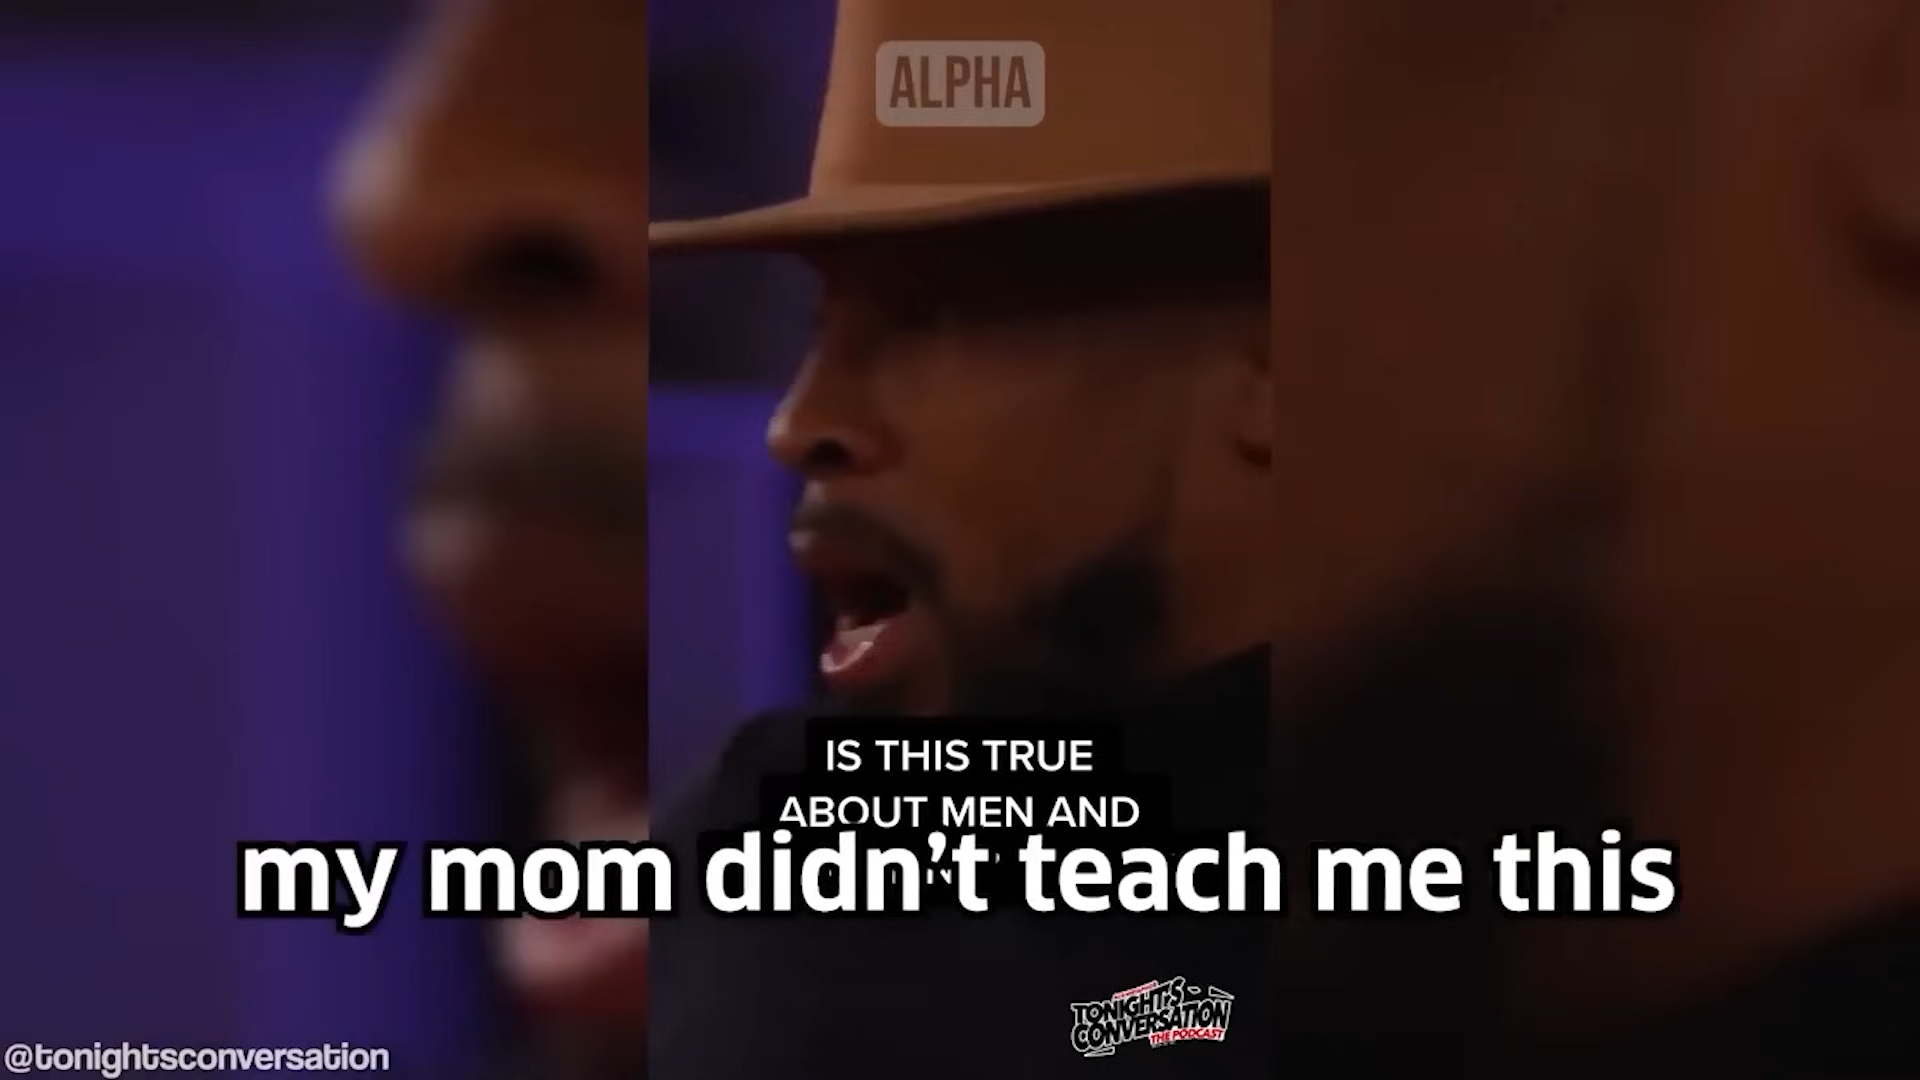 ALPHA
IS THIS TRUE
ABOUT MEN AND
my mom didn't teach me this
TONIGHT'S
CONVERSATION
THE PODCAST
@tonightsconversation